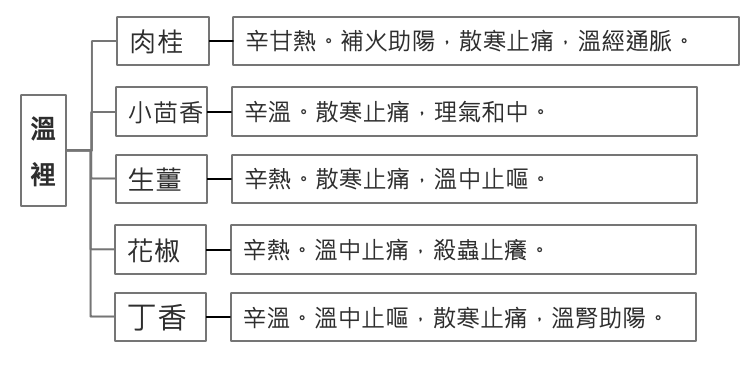 溫裡
肉桂
辛甘熱。補火助陽，散寒止痛，溫經通脈。
小茴香
辛溫。散寒止痛，理氣和中。
生薑
辛熱。散寒止痛，溫中止嘔。
花椒
辛熱。溫中止痛，殺蟲止癢。
丁香
辛溫。溫中止嘔，散寒止痛，溫腎助陽。